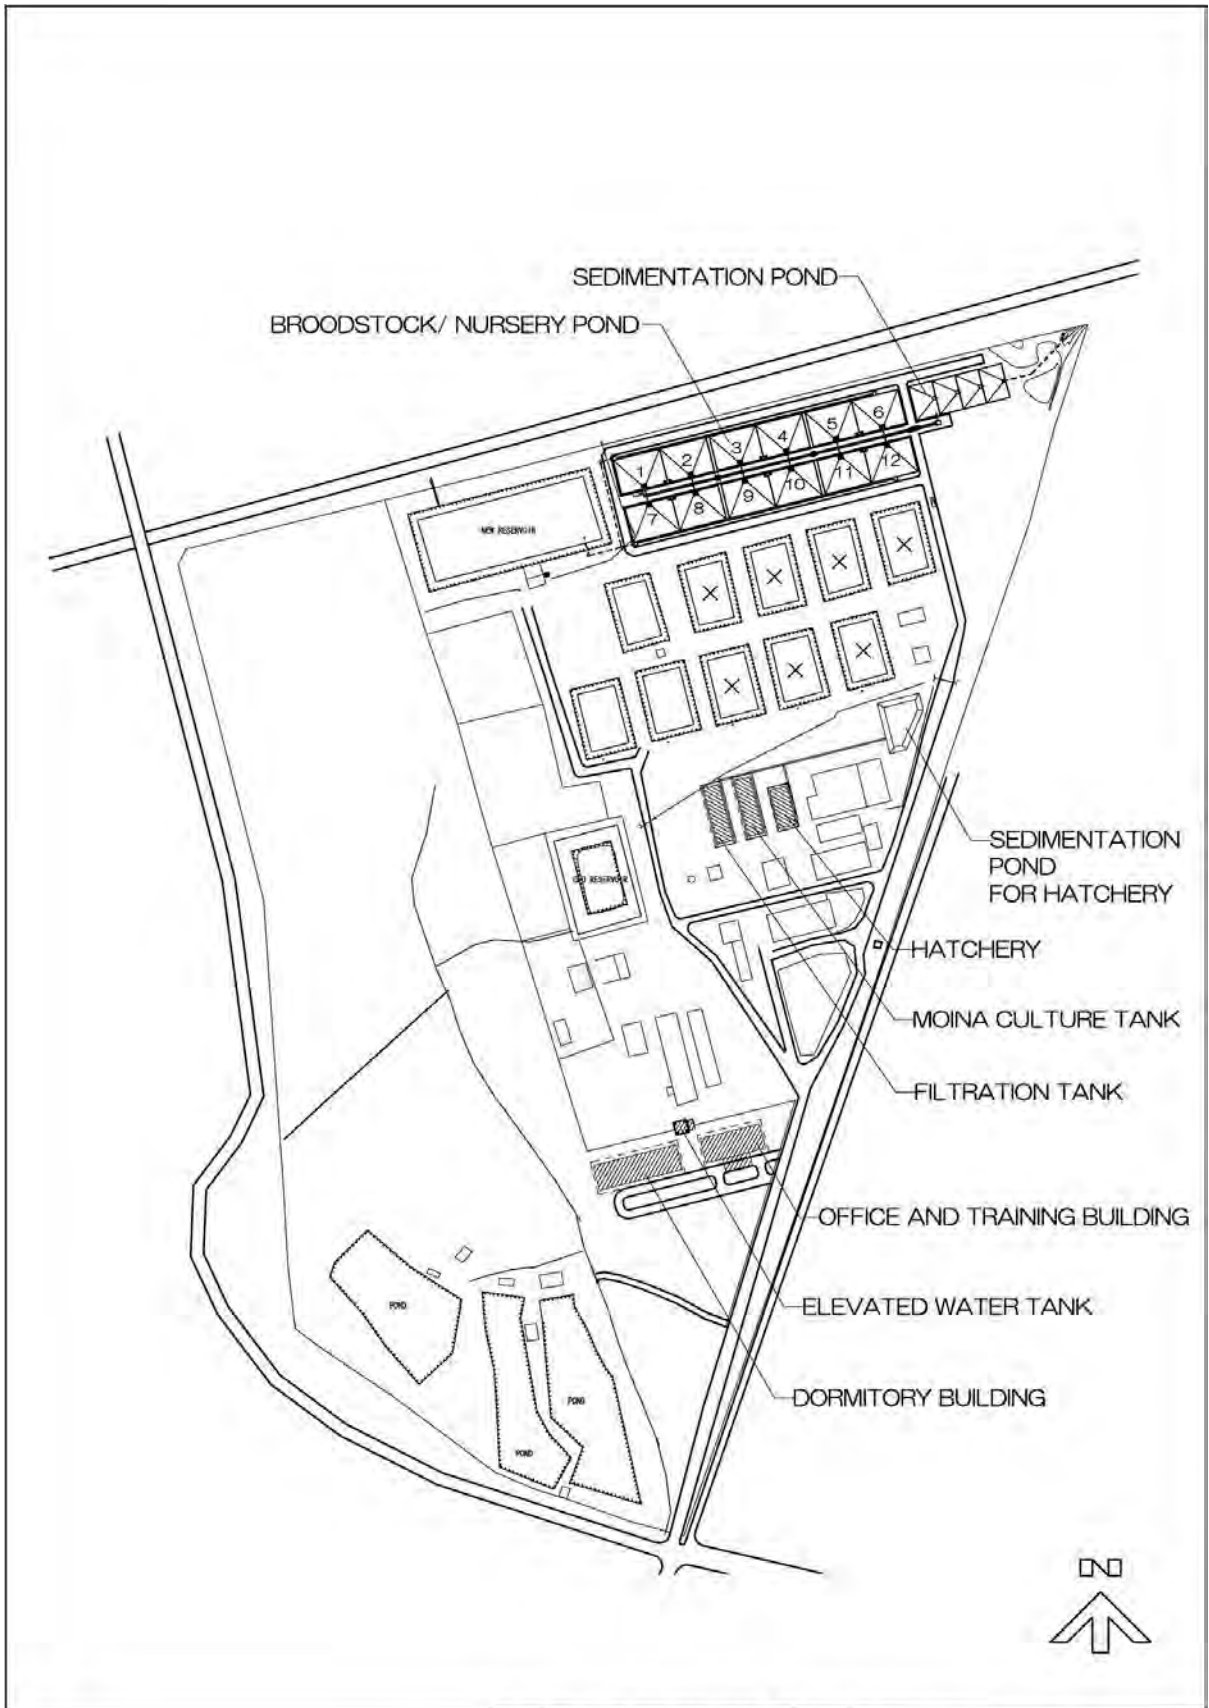 SEDIMENTATION POND
BROODSTOCK/ NURSERY POND
1 2 3 4 5 6
7 8 9 10 11 12
NEW RESERVOIR
RESERVOIR
SEDIMENTATION
POND
FOR HATCHERY
HATCHERY
MOINA CULTURE TANK
FILTRATION TANK
OFFICE AND TRAINING BUILDING
ELEVATED WATER TANK
DORMITORY BUILDING
POND
POND
POND
N